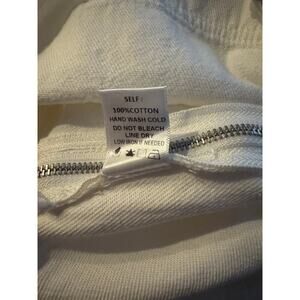 SELF :
100%COTTON
HAND WASH COLD
DO NOT BLEACH
LINE DRY
LOW IRON IF NEEDED